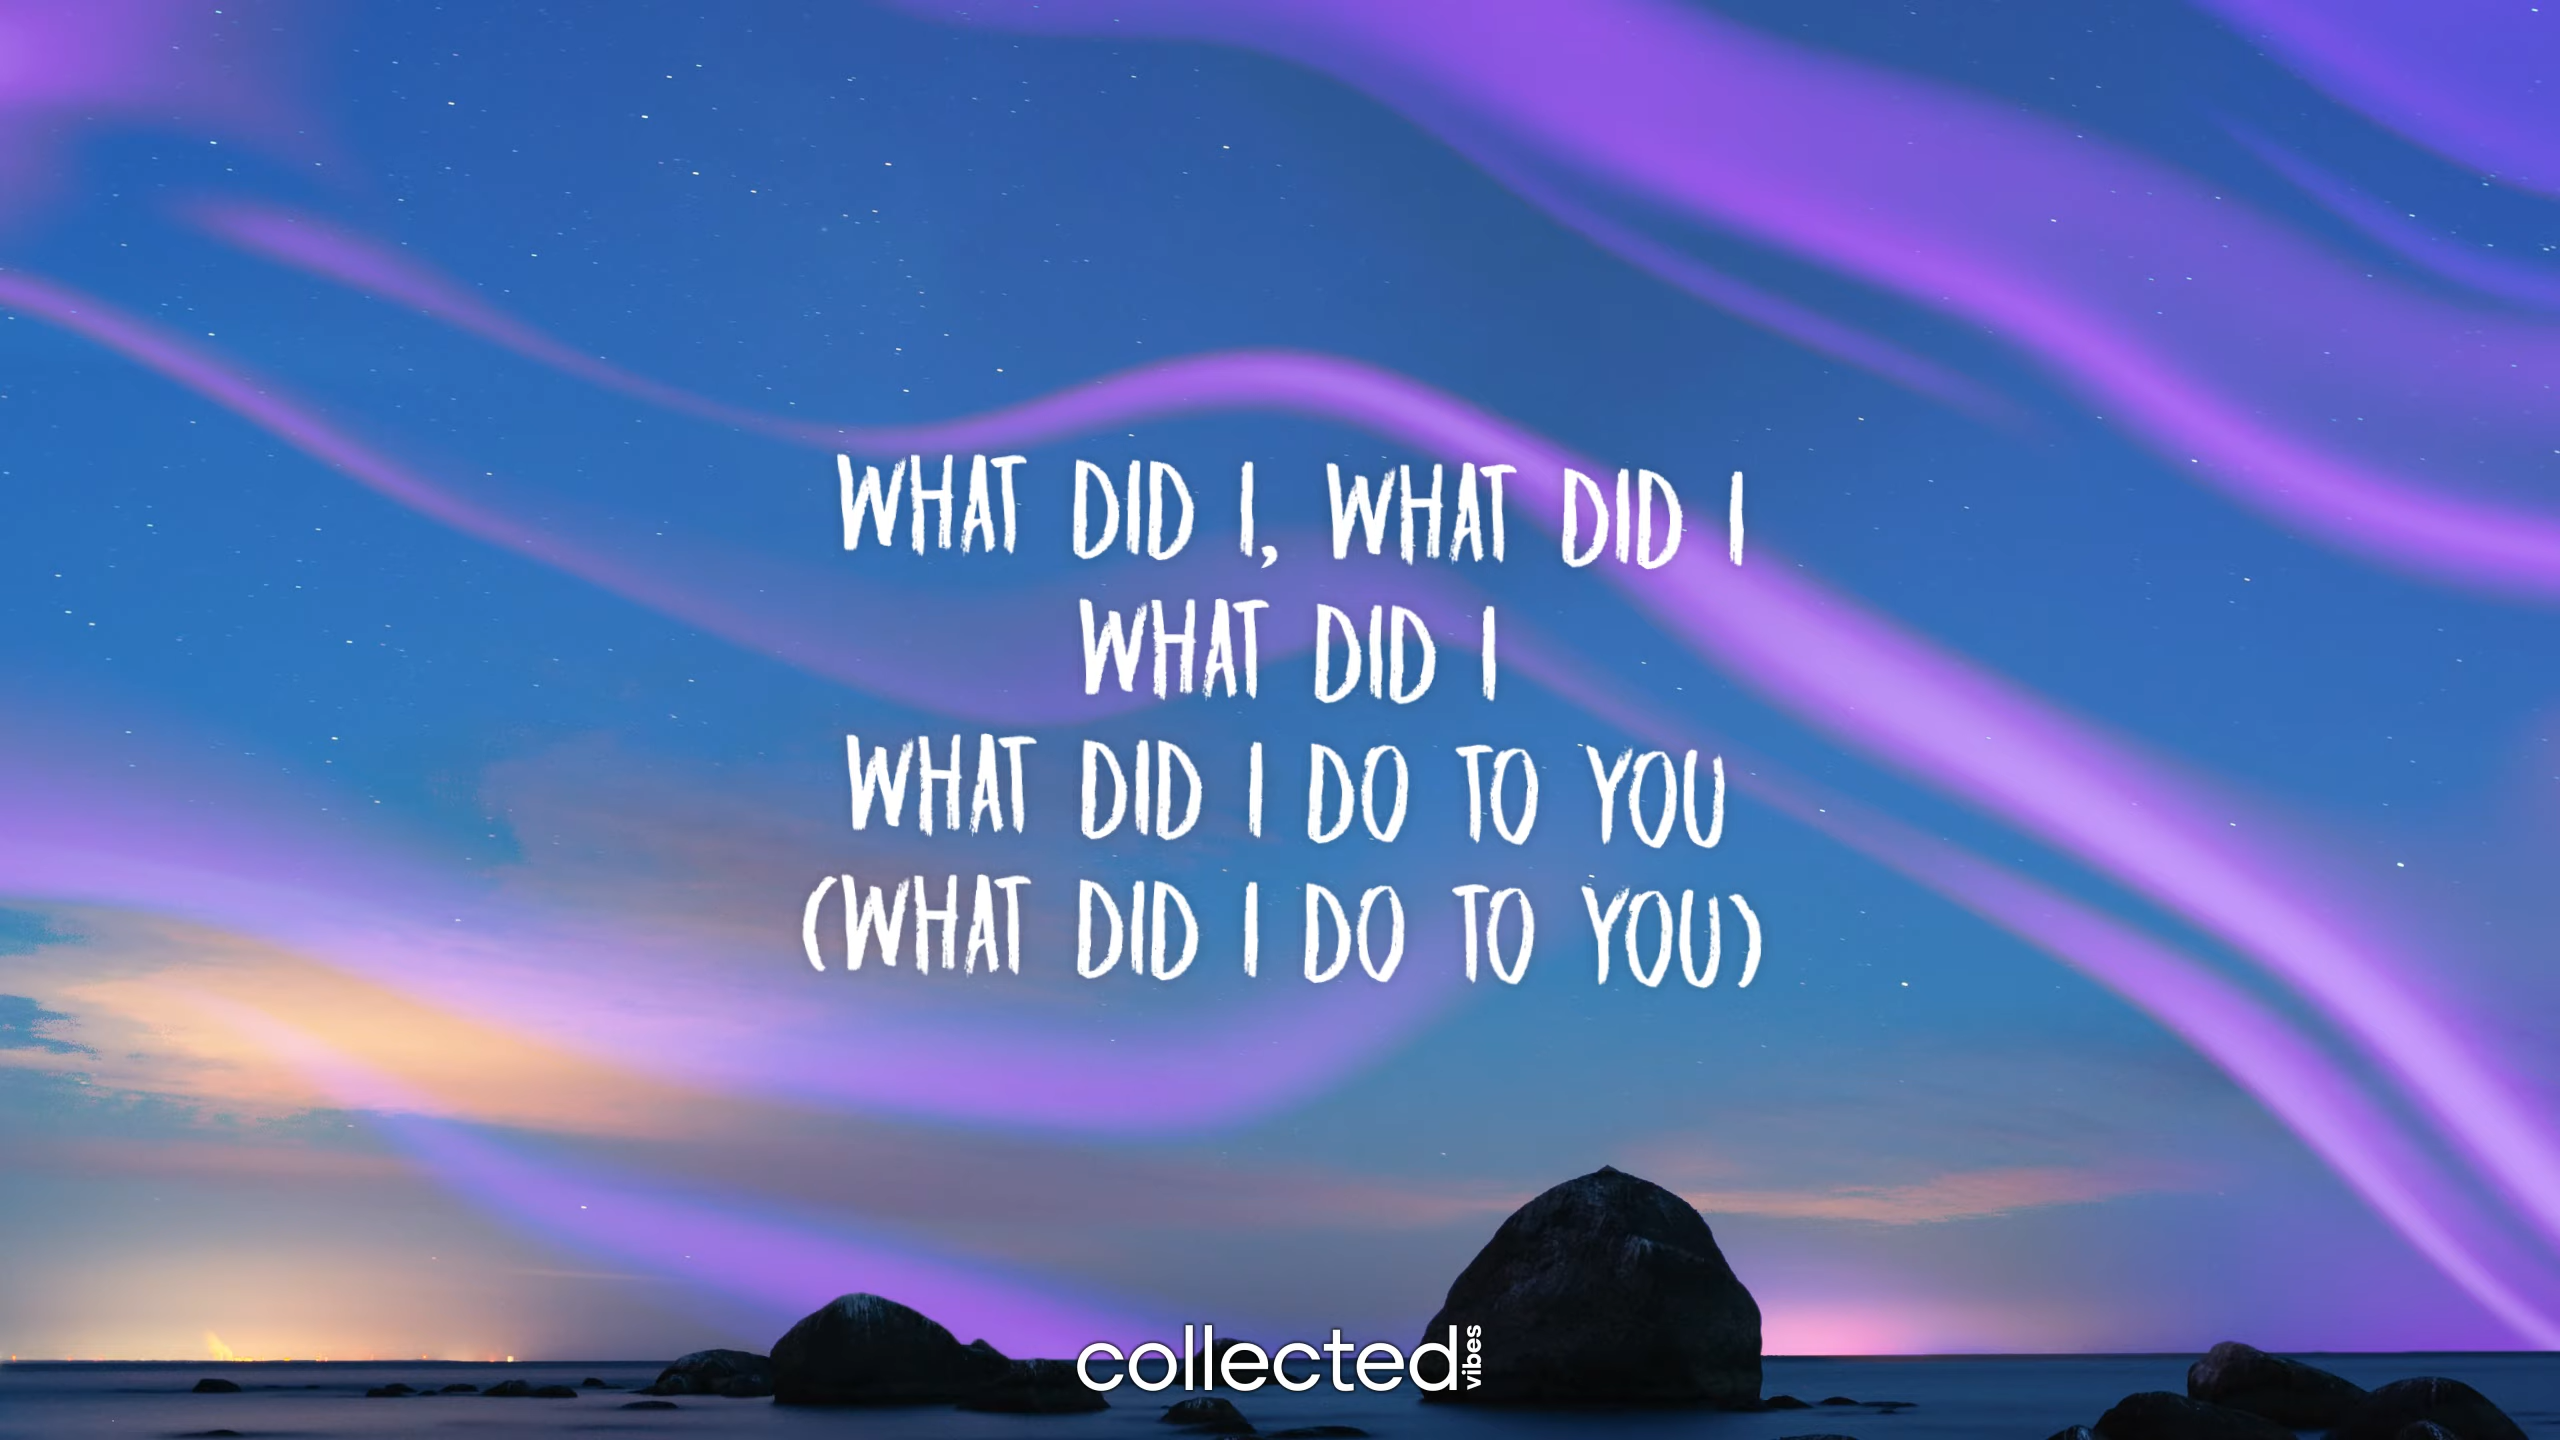 WHAT DID I, WHAT DID I
WHAT DID I
WHAT DID I DO TO YOU
(WHAT DID I DO TO YOU)
collected vibes